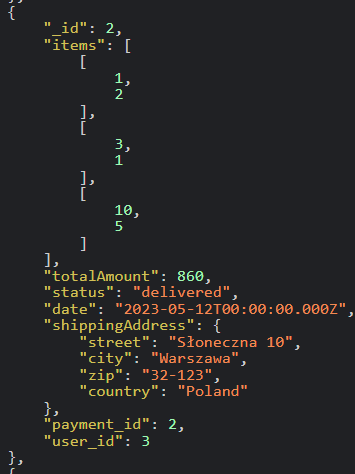 },
{
    "_id": 2,
    "items": [
        [
            1,
            2
        ],
        [
            3,
            1
        ],
        [
            10,
            5
        ]
    ],
    "totalAmount": 860,
    "status": "delivered",
    "date": "2023-05-12T00:00:00.000Z",
    "shippingAddress": {
        "street": "Słoneczna 10",
        "city": "Warszawa",
        "zip": "32-123",
        "country": "Poland"
    },
    "payment_id": 2,
    "user_id": 3
},
{